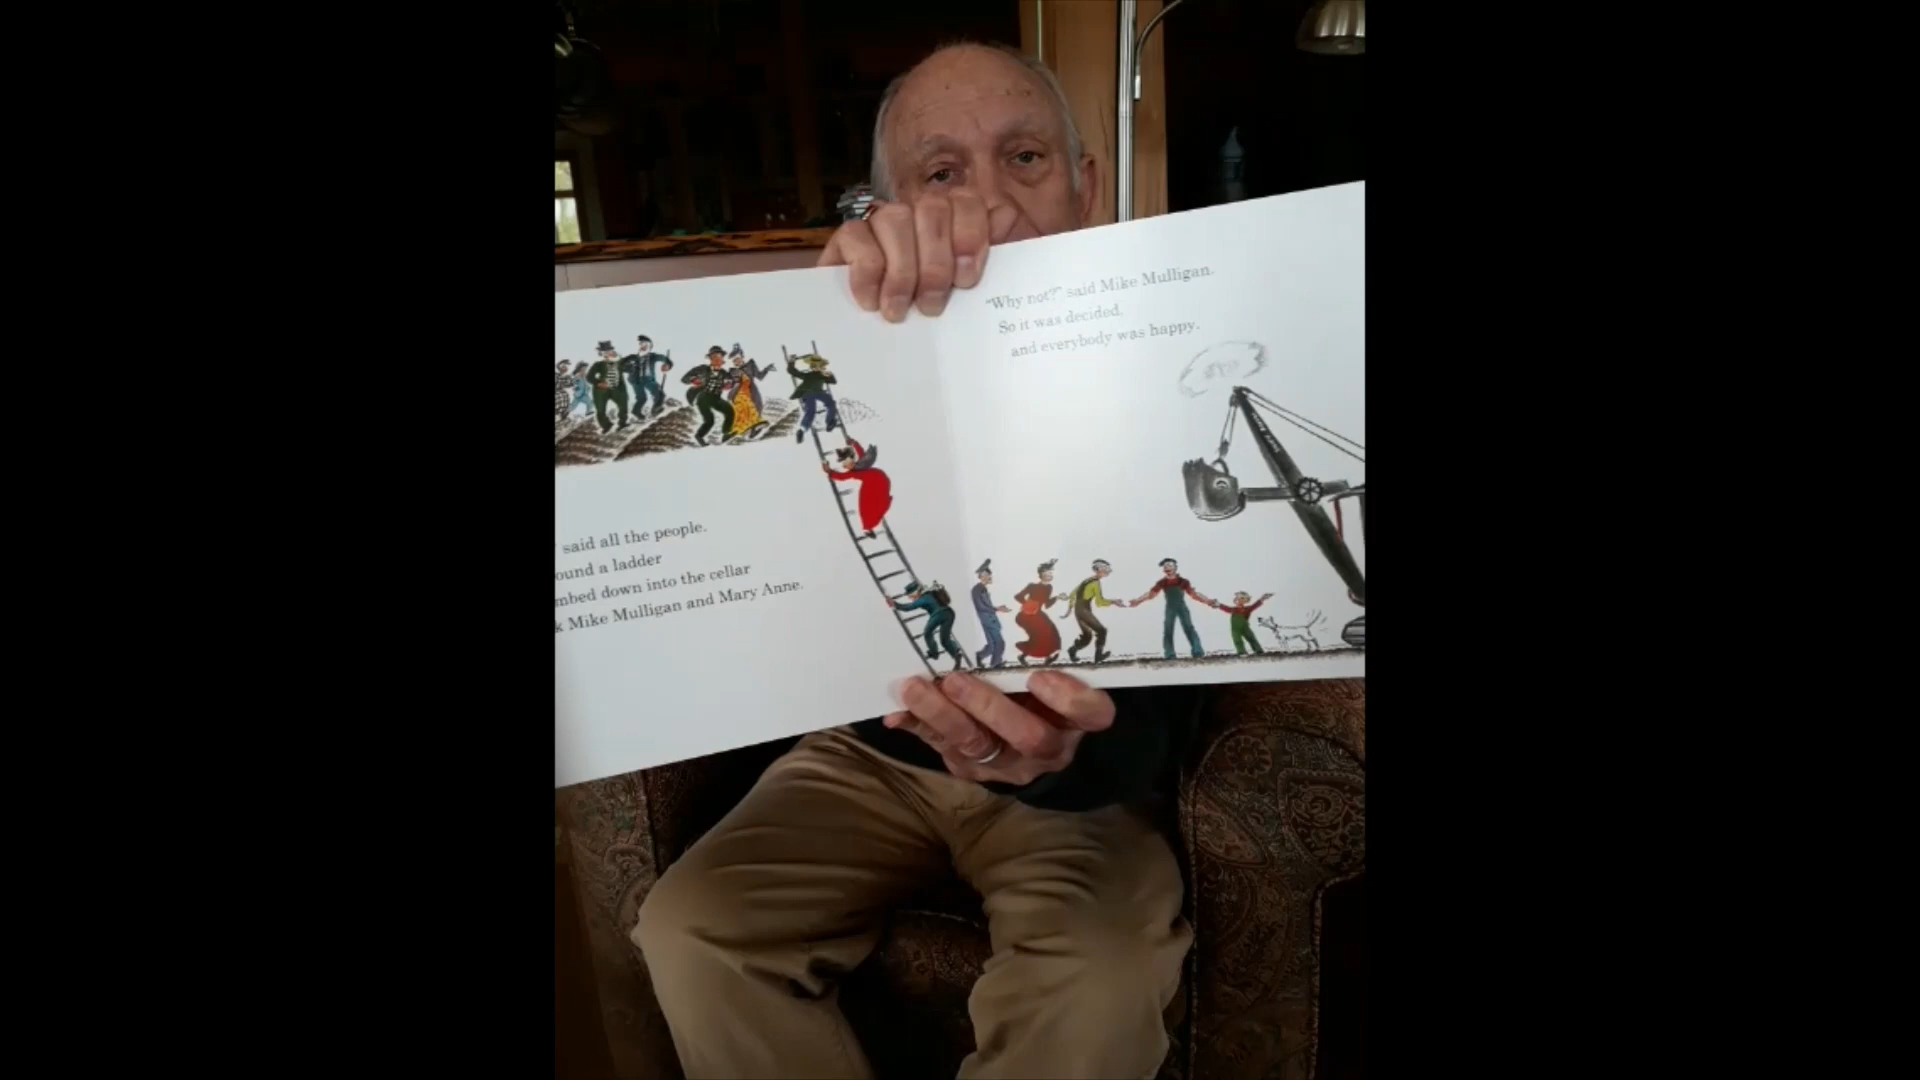 said all the people.
ound a ladder
mbed down into the cellar
k Mike Mulligan and Mary Anne.
"Why not?" said Mike Mulligan.
So it was decided,
and everybody was happy.